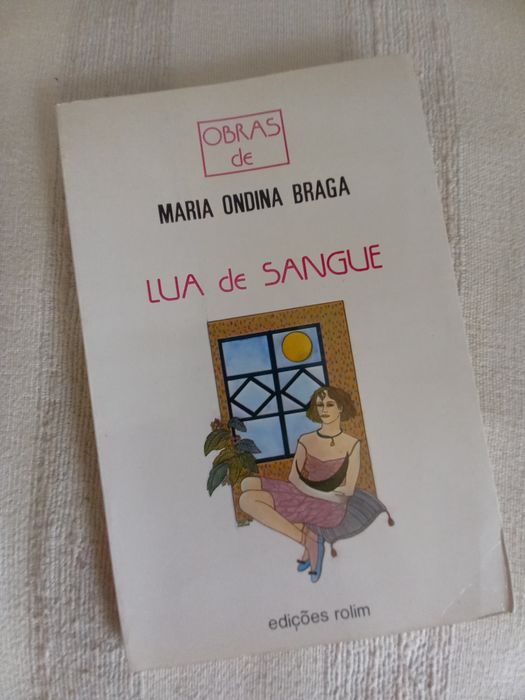 OBRAS
de
MARIA ONDINA BRAGA
LUA de SANGUE
edições rolim